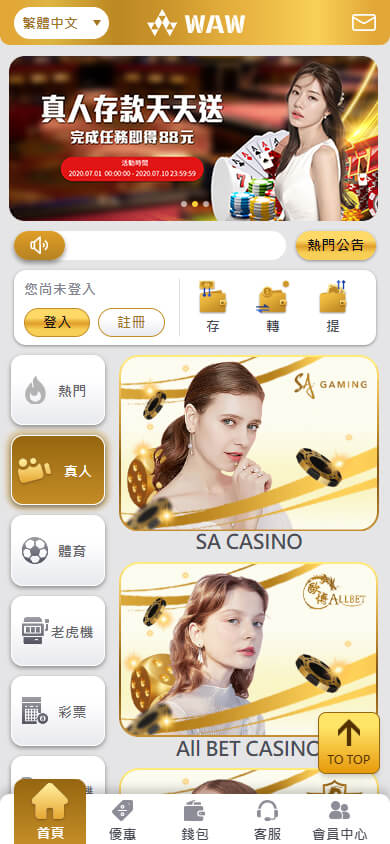 繁體中文
WAW
真人存款天天送
完成任務即得88元
活動時間
2020.07.01 00:00:00 - 2020.07.10 23:59:59
熱門公告
您尚未登入
登入
註冊
存
轉
提
熱門
真人
體育
老虎機
彩票
機
SA GAMING
SA CASINO
歐博 ALLBET
All BET CASINO
TO TOP
首頁
優惠
錢包
客服
會員中心